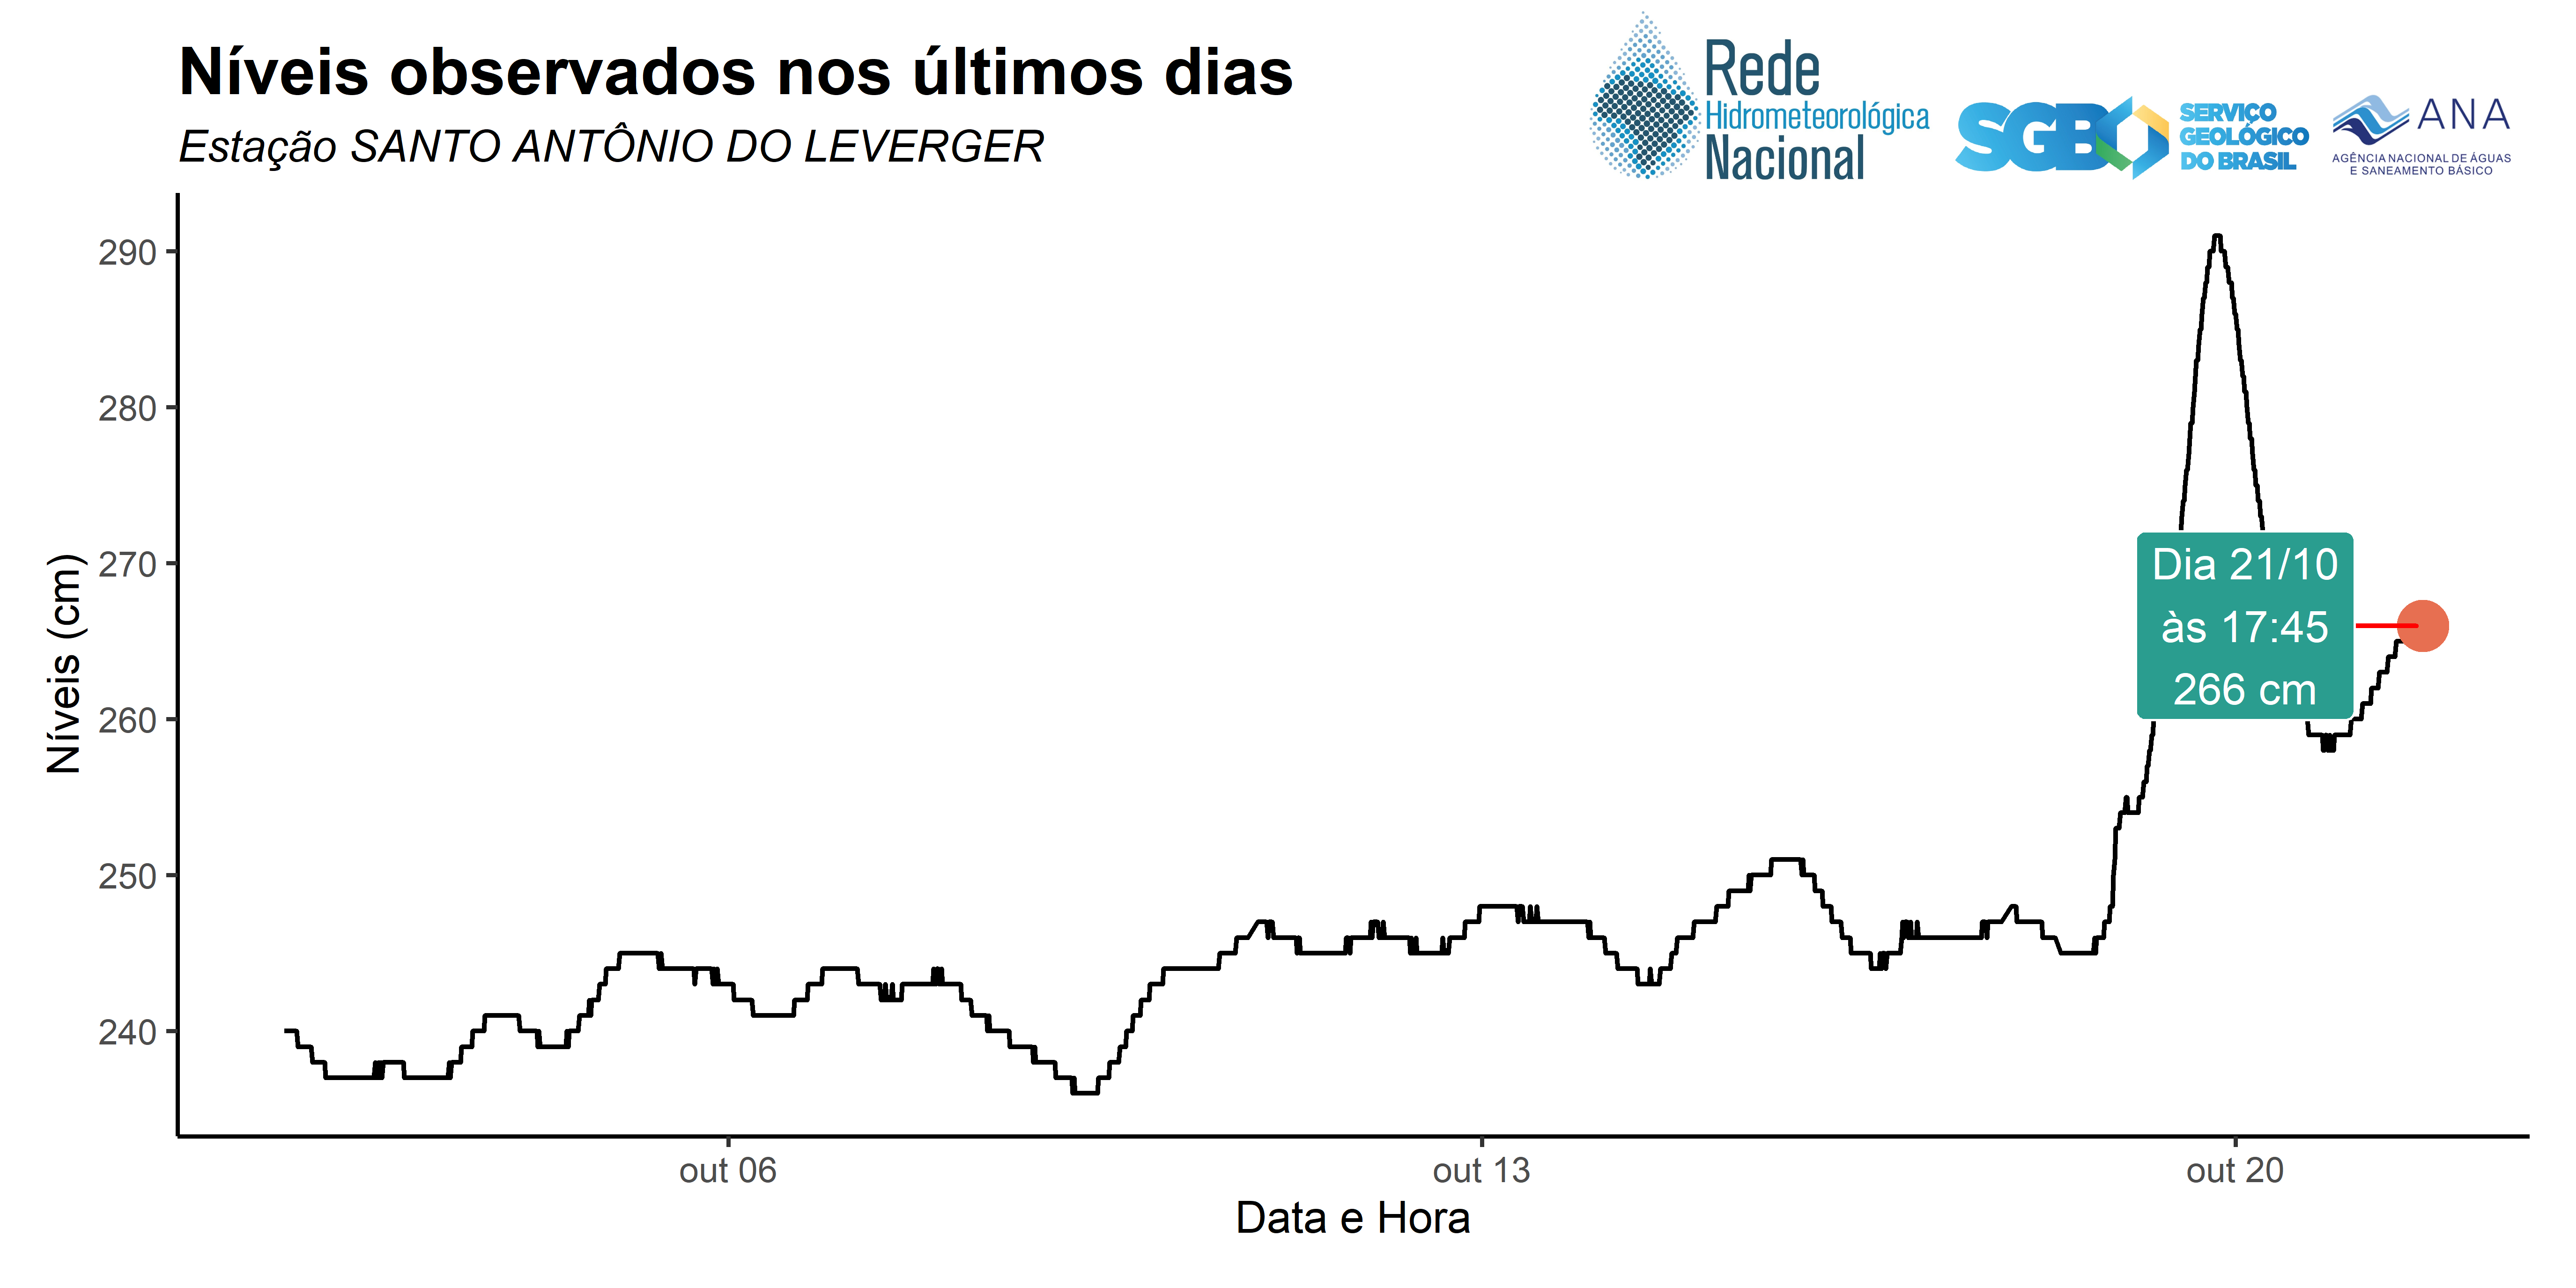 Níveis observados nos últimos dias
Estação SANTO ANTÔNIO DO LEVERGER
Rede
Hidrometeorológica
Nacional
SGB
SERVIÇO
GEOLÓGICO
DO BRASIL
ANA
AGÊNCIA NACIONAL DE ÁGUAS
E SANEAMENTO BÁSICO
Níveis (cm)
290
280
270
260
250
240
Dia 21/10
às 17:45
266 cm
out 06
out 13
out 20
Data e Hora